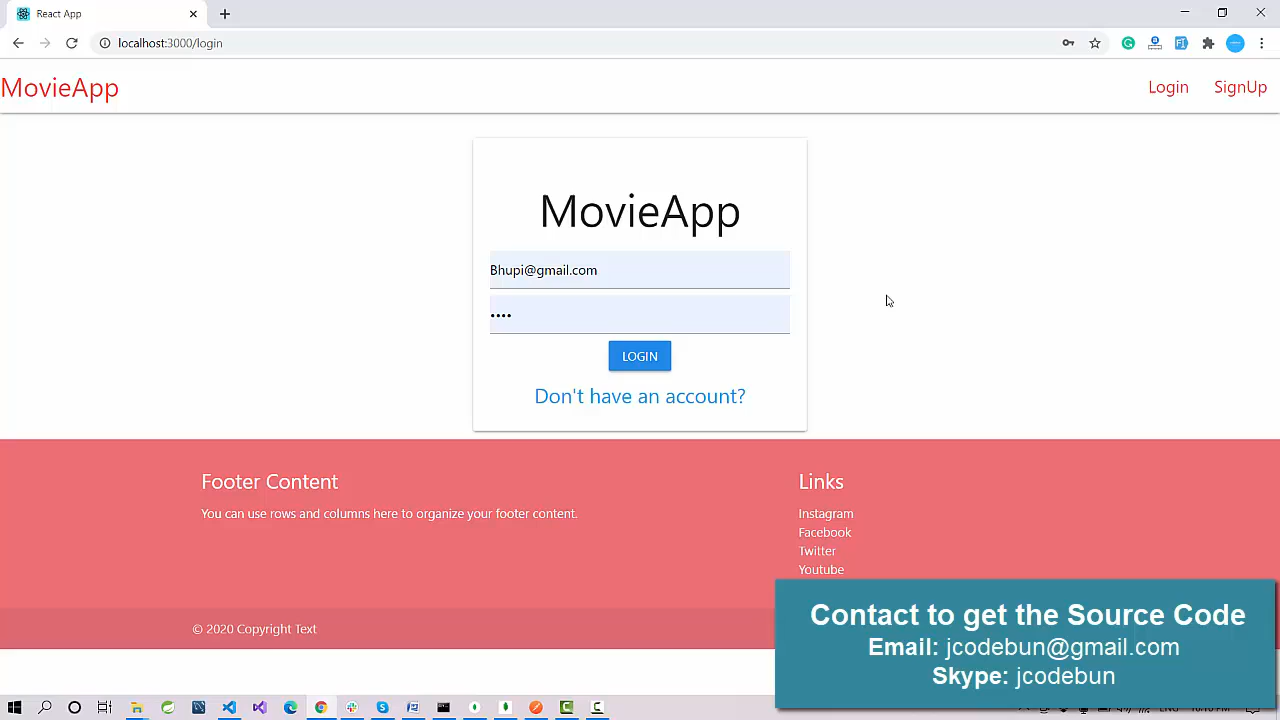 React App
localhost:3000/login
MovieApp
Login
SignUp
MovieApp
Bhupi@gmail.com
••••
LOGIN
Don't have an account?
Footer Content
You can use rows and columns here to organize your footer content.
Links
Instagram
Facebook
Twitter
Youtube
© 2020 Copyright Text
Contact to get the Source Code
Email: jcodebun@gmail.com
Skype: jcodebun